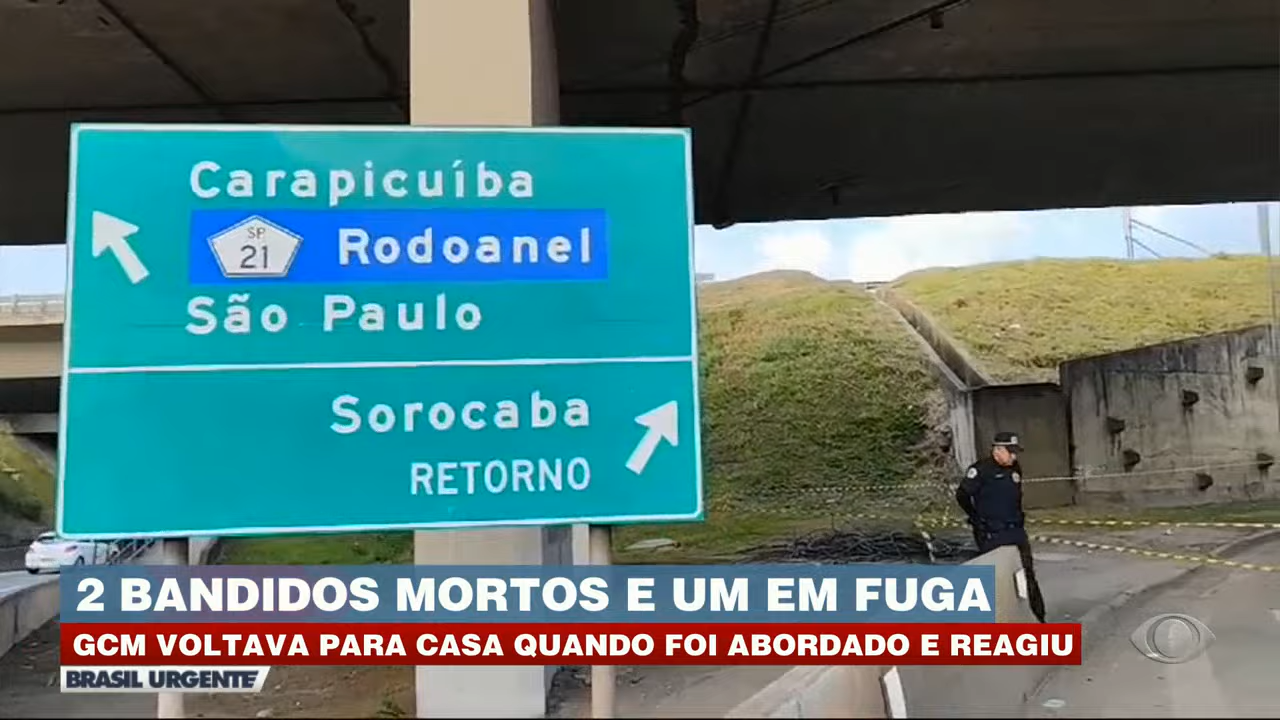 Carapicuíba
SP
21
Rodoanel
São Paulo
Sorocaba
RETORNO
2 BANDIDOS MORTOS E UM EM FUGA
GCM VOLTAVA PARA CASA QUANDO FOI ABORDADO E REAGIU
BRASIL URGENTE